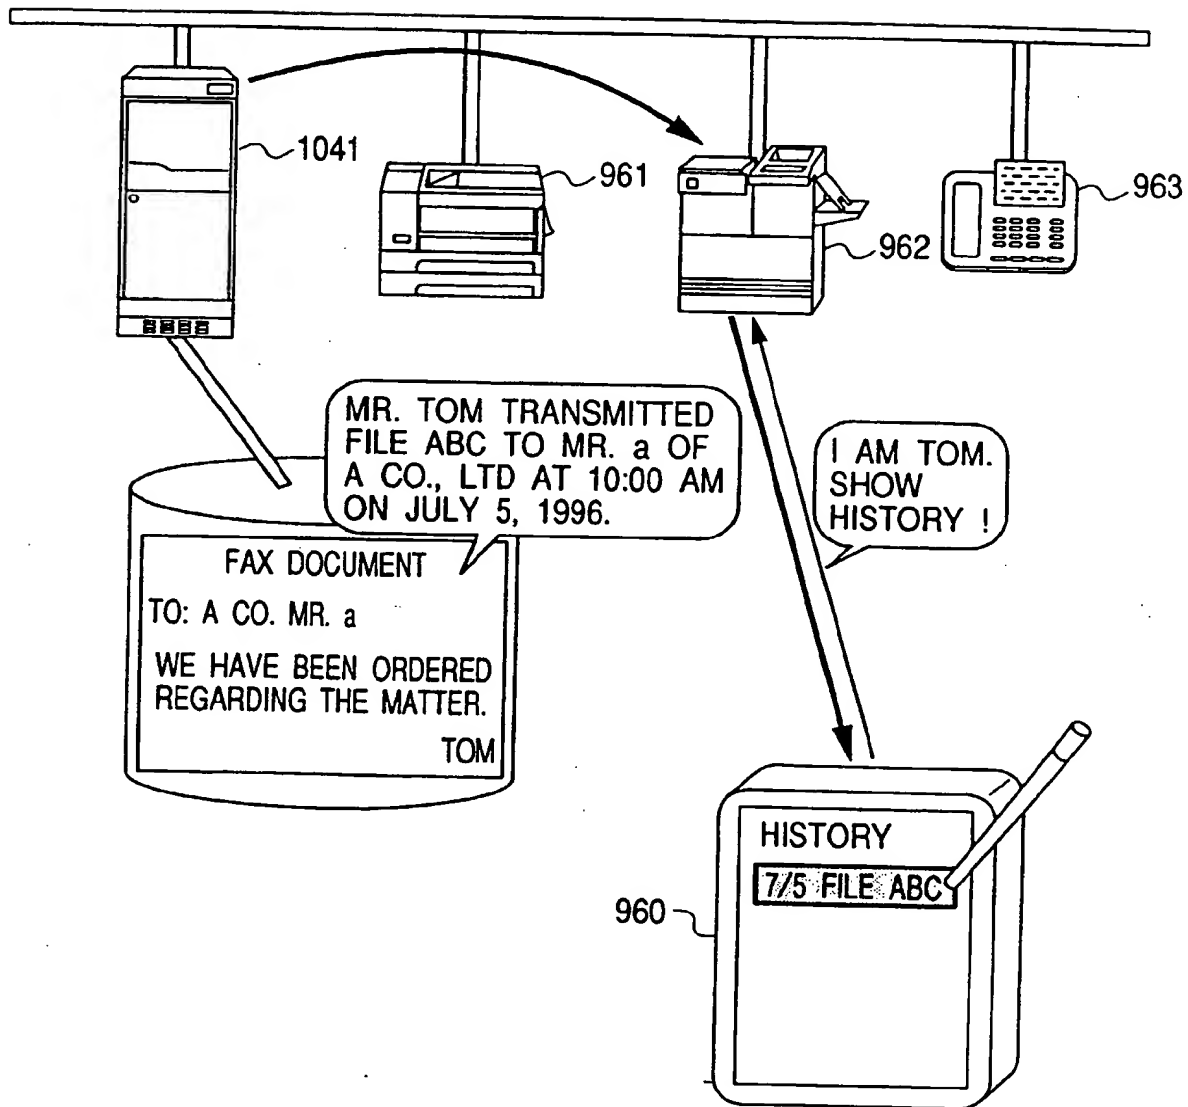 1041
961
962
963
MR. TOM TRANSMITTED
FILE ABC TO MR. a OF
A CO., LTD AT 10:00 AM
ON JULY 5, 1996.
I AM TOM.
SHOW
HISTORY !
FAX DOCUMENT
TO: A CO. MR. a
WE HAVE BEEN ORDERED
REGARDING THE MATTER.
TOM
HISTORY
7/5 FILE ABC
960